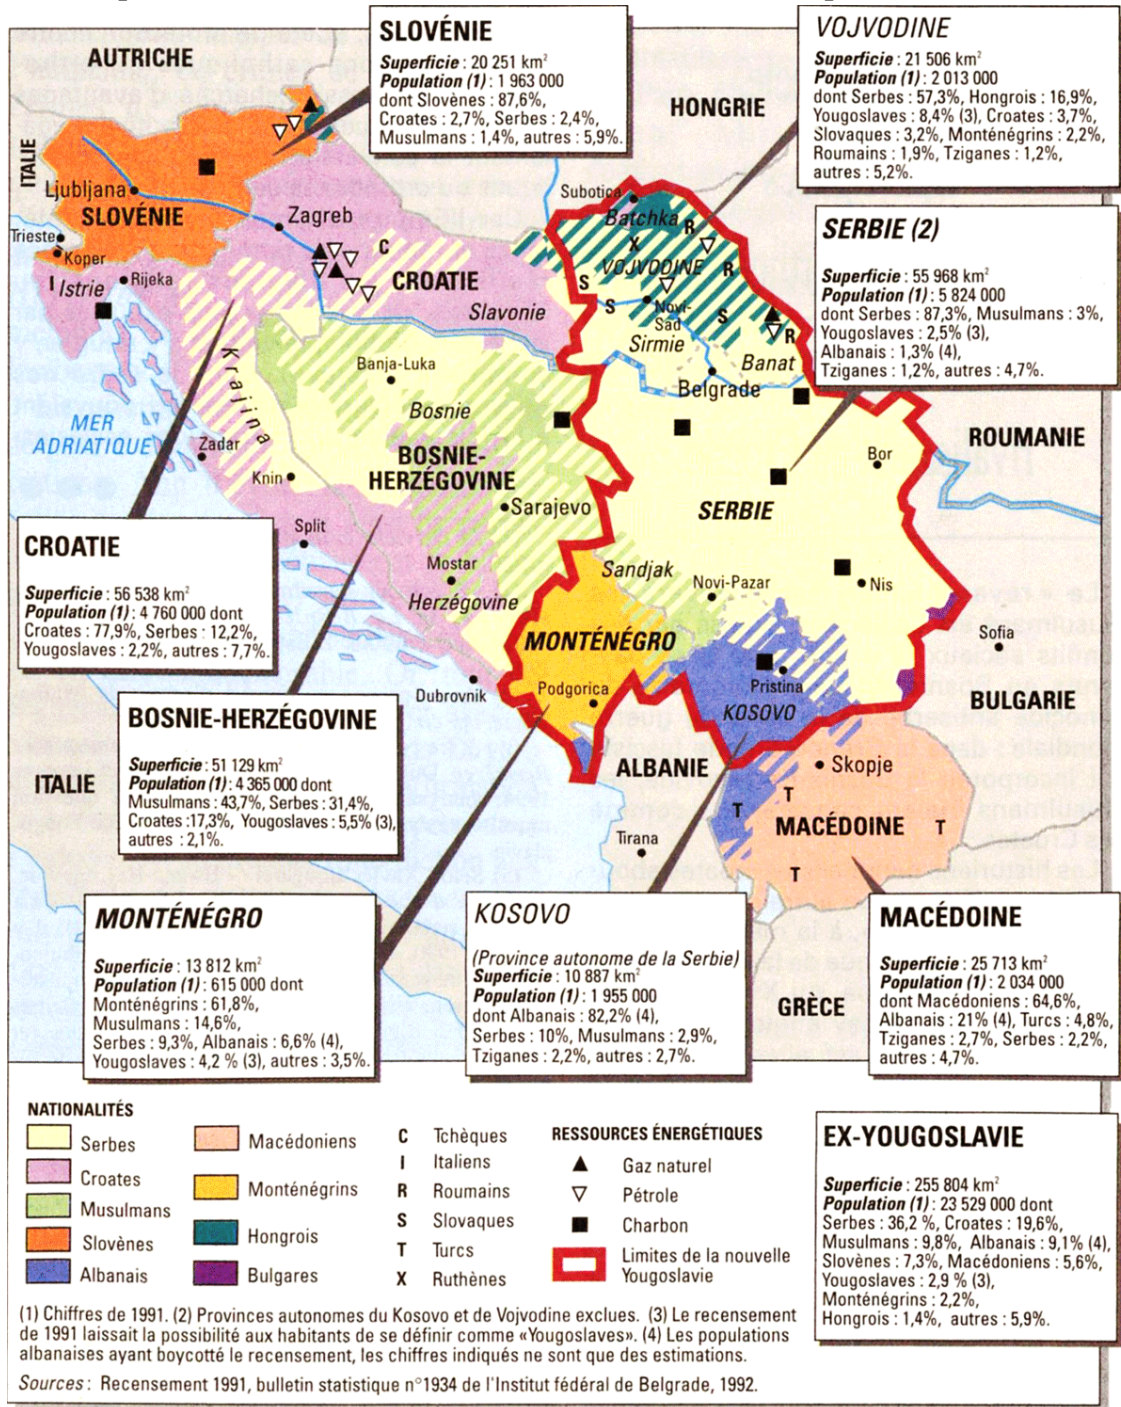 SLOVÉNIE
Superficie : 20 251 km²
Population (1) : 1 963 000
dont Slovènes : 87,6%,
Croates : 2,7%, Serbes : 2,4%,
Musulmans : 1,4%, autres : 5,9%.
VOJVODINE
Superficie : 21 506 km²
Population (1) : 2 013 000
dont Serbes : 57,3%, Hongrois : 16,9%,
Yougoslaves : 8,4% (3), Croates : 3,7%,
Slovaques : 3,2%, Monténégrins : 2,2%,
Roumains : 1,9%, Tziganes : 1,2%,
autres : 5,2%.
SERBIE (2)
Superficie : 55 968 km²
Population (1) : 5 824 000
dont Serbes : 87,3%, Musulmans : 3%,
Yougoslaves : 2,5% (3),
Albanais : 1,3% (4),
Tziganes : 1,2%, autres : 4,7%.
AUTRICHE
HONGRIE
ITALIE
Ljubljana
SLOVÉNIE
Trieste
Koper
Zagreb
I
Istrie
Rijeka
C
CROATIE
Slavonie
Subotica
Batchka
R
X
VOJVODINE
R
S
S
S
R
Novi-
Sad
Sirmie
Banat
Belgrade
Krajina
Banja-Luka
Bosnie
MER
ADRIATIQUE
Zadar
Knin
BOSNIE-
HERZÉGOVINE
Sarajevo
ROUMANIE
Bor
SERBIE
Split
Mostar
Herzégovine
Sandjak
Novi-Pazar
Nis
Sofia
BULGARIE
MONTÉNÉGRO
Dubrovnik
Podgorica
Pristina
KOSOVO
ALBANIE
Skopje
T
T
MACÉDOINE
T
T
Tirana
ITALIE
GRÈCE
CROATIE
Superficie : 56 538 km²
Population (1) : 4 760 000 dont
Croates : 77,9%, Serbes : 12,2%,
Yougoslaves : 2,2%, autres : 7,7%.
BOSNIE-HERZÉGOVINE
Superficie : 51 129 km²
Population (1) : 4 365 000 dont
Musulmans : 43,7%, Serbes : 31,4%,
Croates :17,3%, Yougoslaves : 5,5% (3),
autres : 2,1%.
MONTÉNÉGRO
Superficie : 13 812 km²
Population (1) : 615 000 dont
Monténégrins : 61,8%,
Musulmans : 14,6%,
Serbes : 9,3%, Albanais : 6,6% (4),
Yougoslaves : 4,2 % (3), autres : 3,5%.
KOSOVO
(Province autonome de la Serbie)
Superficie : 10 887 km²
Population (1) : 1 955 000
dont Albanais : 82,2% (4),
Serbes : 10%, Musulmans : 2,9%,
Tziganes : 2,2%, autres : 2,7%.
MACÉDOINE
Superficie : 25 713 km²
Population (1) : 2 034 000
dont Macédoniens : 64,6%,
Albanais : 21% (4), Turcs : 4,8%,
Tziganes : 2,7%, Serbes : 2,2%,
autres : 4,7%.
NATIONALITÉS
Serbes
Croates
Musulmans
Slovènes
Albanais
Macédoniens
Monténégrins
Hongrois
Bulgares
C Tchèques
I Italiens
R Roumains
S Slovaques
T Turcs
X Ruthènes
RESSOURCES ÉNERGÉTIQUES
Gaz naturel
Pétrole
Charbon
Limites de la nouvelle
Yougoslavie
EX-YOUGOSLAVIE
Superficie : 255 804 km²
Population (1) : 23 529 000 dont
Serbes : 36,2 %, Croates : 19,6%,
Musulmans : 9,8%, Albanais : 9,1% (4),
Slovènes : 7,3%, Macédoniens : 5,6%,
Yougoslaves : 2,9 % (3),
Monténégrins : 2,2%,
Hongrois : 1,4%, autres : 5,9%.
(1) Chiffres de 1991. (2) Provinces autonomes du Kosovo et de Vojvodine exclues. (3) Le recensement
de 1991 laissait la possibilité aux habitants de se définir comme «Yougoslaves». (4) Les populations
albanaises ayant boycotté le recensement, les chiffres indiqués ne sont que des estimations.
Sources : Recensement 1991, bulletin statistique n°1934 de l'Institut fédéral de Belgrade, 1992.